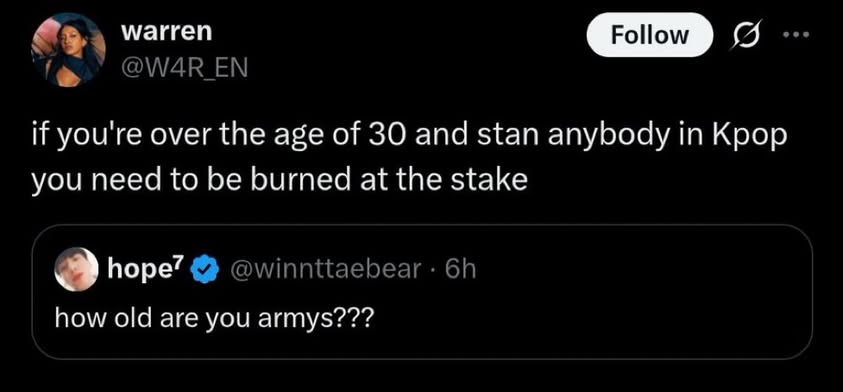 warren
@W4R_EN
Follow
if you're over the age of 30 and stan anybody in Kpop
you need to be burned at the stake
hope⁷ @winnttaebear · 6h
how old are you armys???